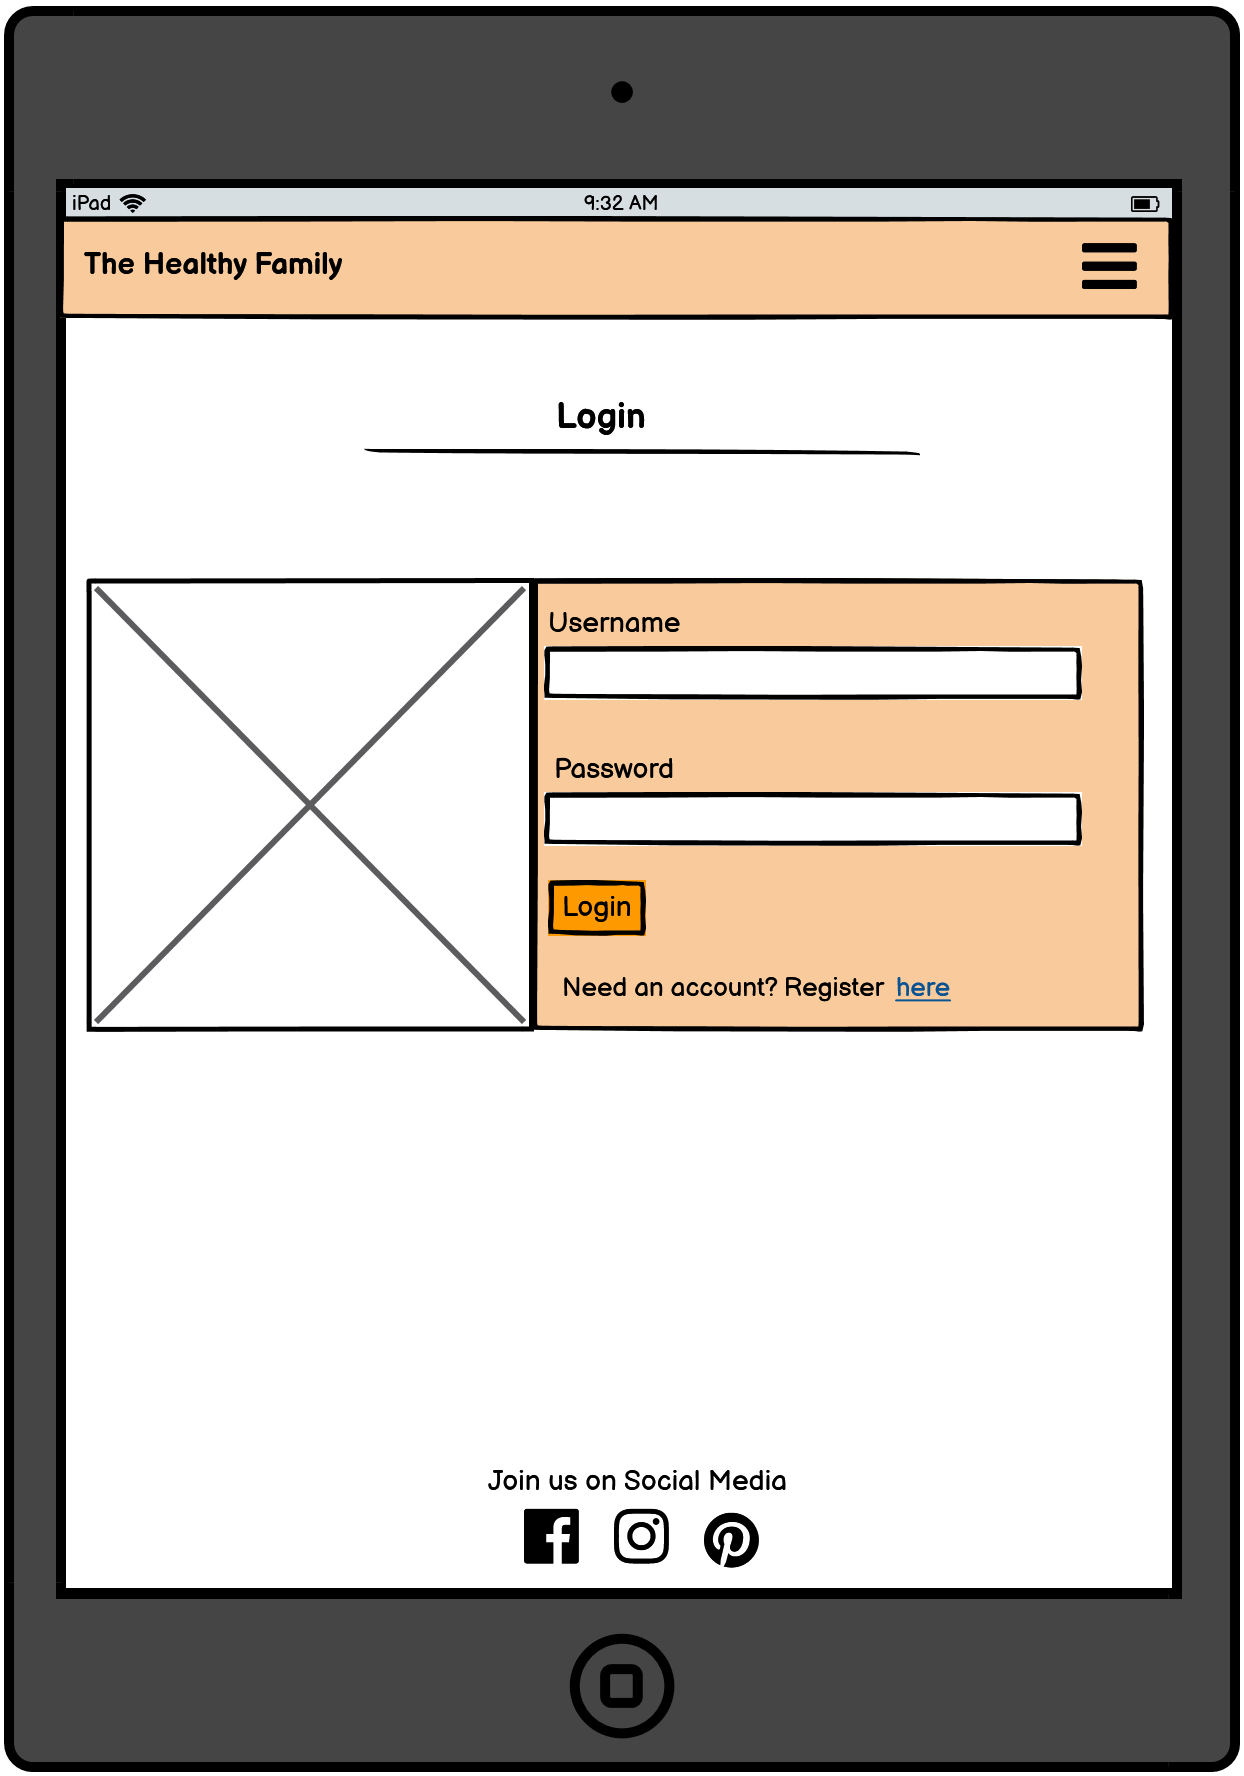 iPad
9:32 AM
The Healthy Family
Login
Username
Password
Login
Need an account? Register here
Join us on Social Media